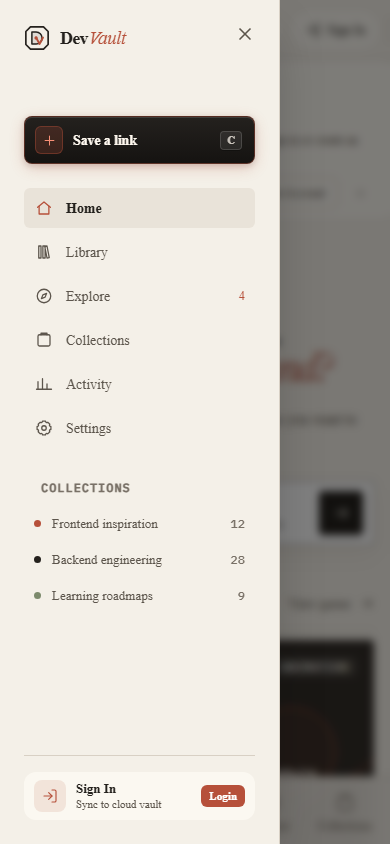 DevVault
Save a link C
Home
Library
Explore 4
Collections
Activity
Settings
COLLECTIONS
Frontend inspiration 12
Backend engineering 28
Learning roadmaps 9
Sign In
Sync to cloud vault
Login